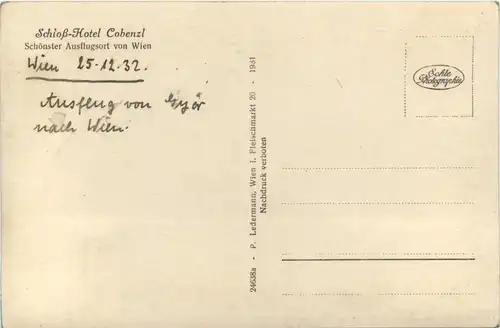 Schloß-Hotel Cobenzl
Schönster Ausflugsort von Wien
Wien 25.12.32.
Ausflug von Györ
nach Wien.
24638a - P. Ledermann, Wien I, Fleischmarkt 20 - 1931
Nachdruck verboten
Echte
Photographie